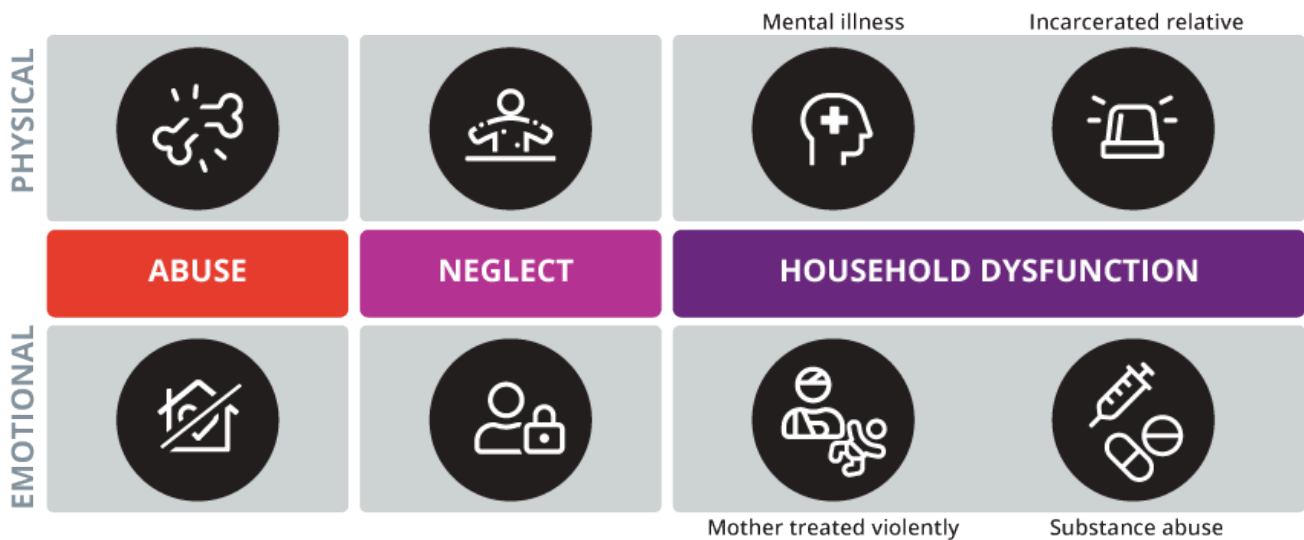 Mental illness
Incarcerated relative
PHYSICAL
ABUSE
NEGLECT
HOUSEHOLD DYSFUNCTION
EMOTIONAL
Mother treated violently
Substance abuse